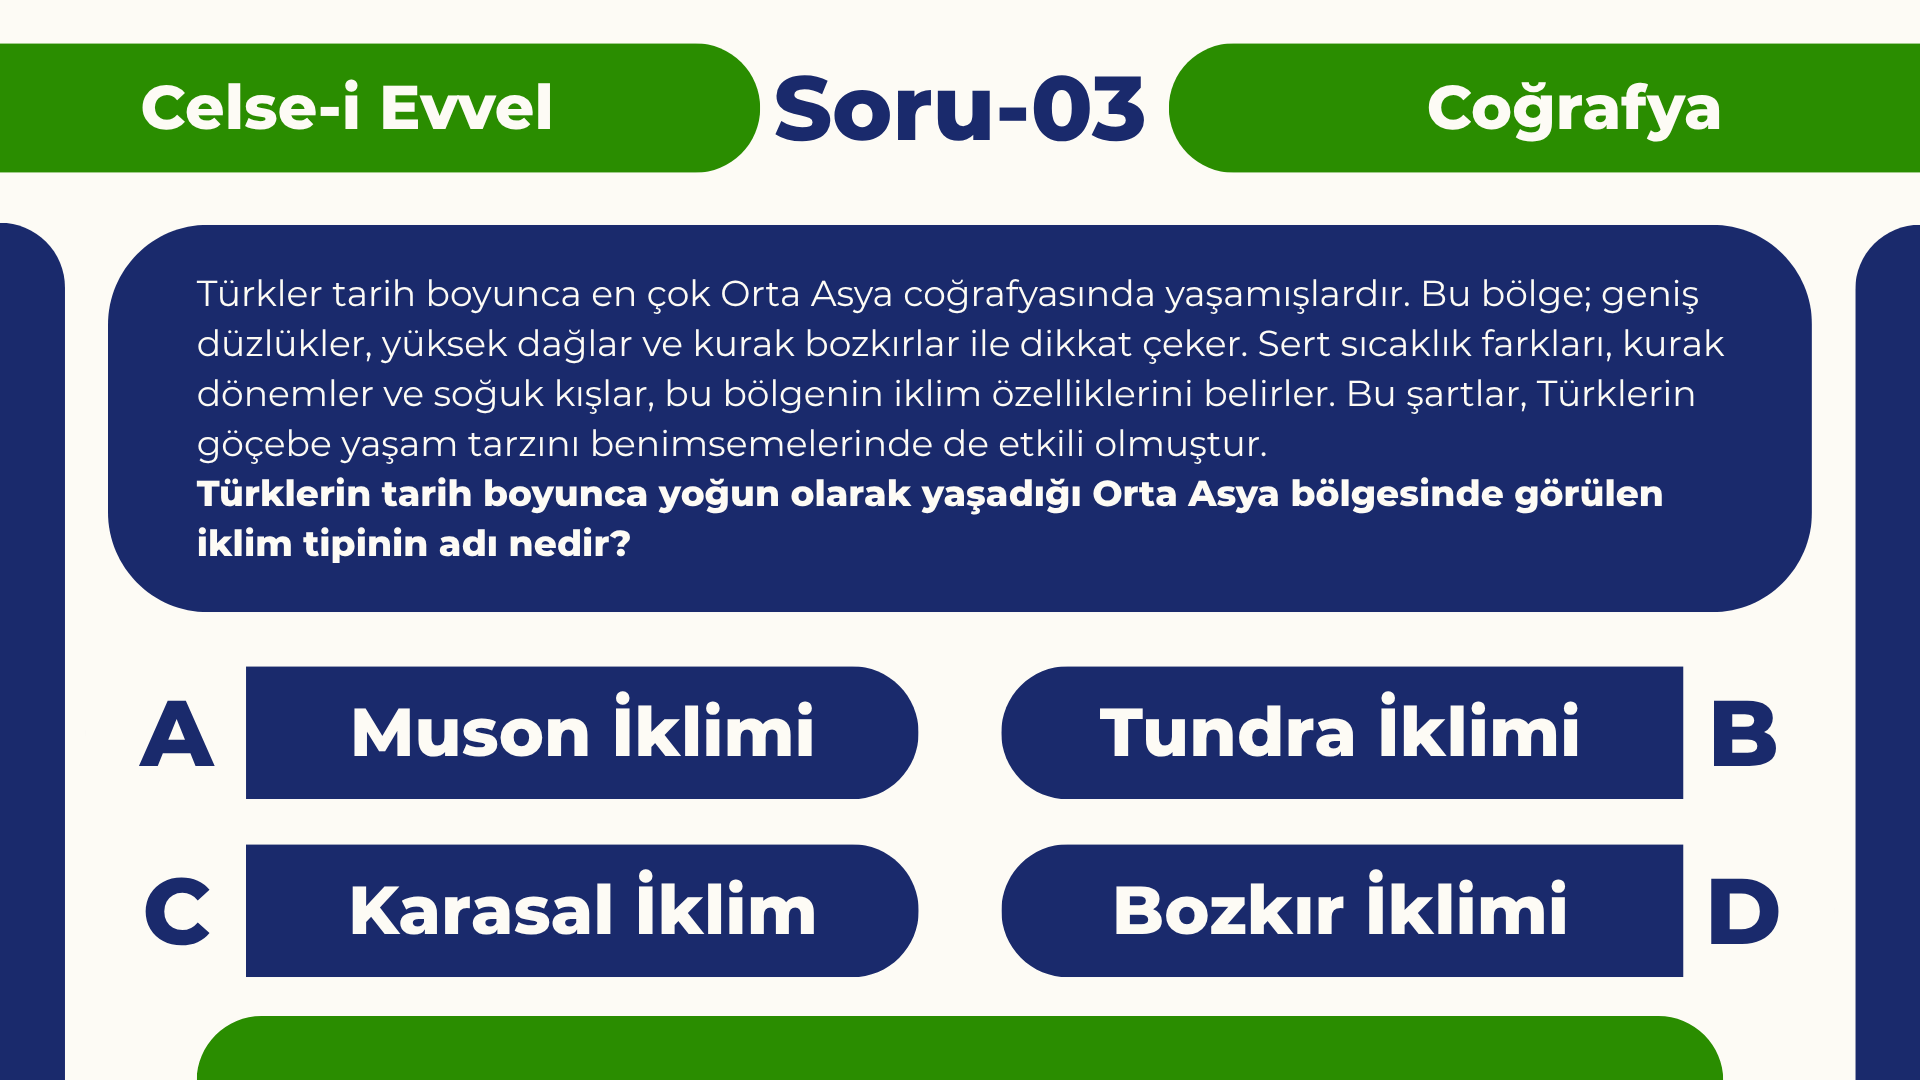 Celse-i Evvel
Soru-03
Coğrafya
Türkler tarih boyunca en çok Orta Asya coğrafyasında yaşamışlardır. Bu bölge; geniş
düzlükler, yüksek dağlar ve kurak bozkırlar ile dikkat çeker. Sert sıcaklık farkları, kurak
dönemler ve soğuk kışlar, bu bölgenin iklim özelliklerini belirler. Bu şartlar, Türklerin
göçebe yaşam tarzını benimsemelerinde de etkili olmuştur.
Türklerin tarih boyunca yoğun olarak yaşadığı Orta Asya bölgesinde görülen
iklim tipinin adı nedir?
A Muson İklimi
Tundra İklimi B
C Karasal İklim
Bozkır İklimi D